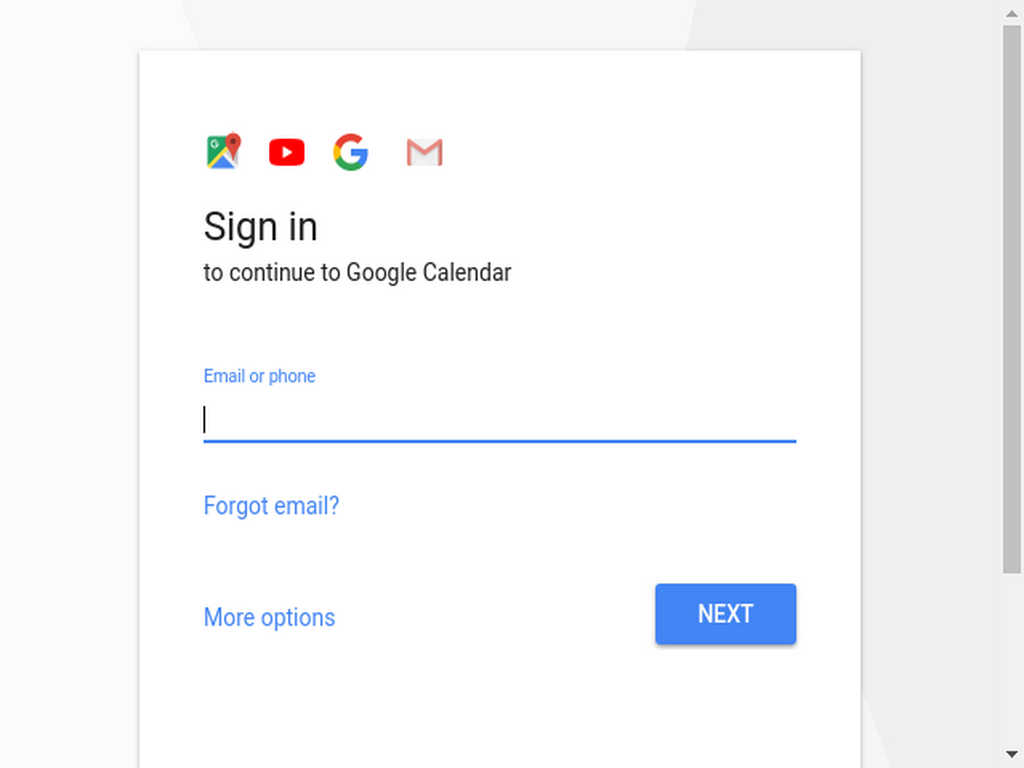 Sign in
to continue to Google Calendar
Email or phone
Forgot email?
More options
NEXT